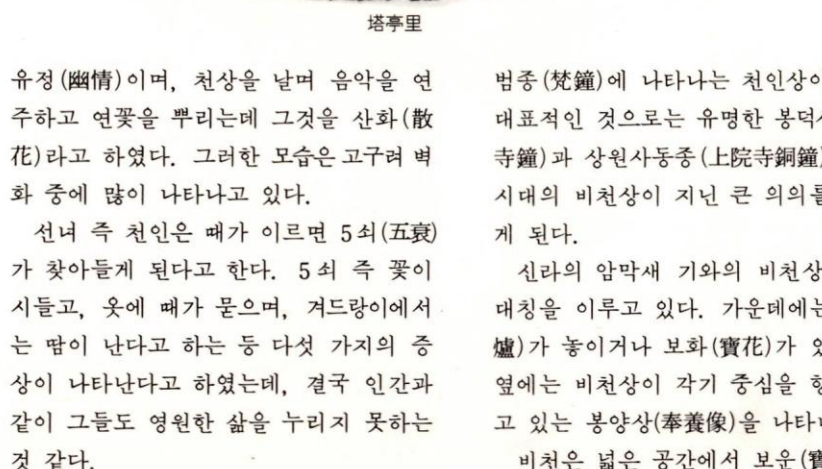 塔亭里
유정(幽情)이며, 천상을 날며 음악을 연
주하고 연꽃을 뿌리는데 그것을 산화(散
花)라고 하였다. 그러한 모습은 고구려 벽
화 중에 많이 나타나고 있다.
선녀 즉 천인은 때가 이르면 5쇠(五衰)
가 찾아들게 된다고 한다. 5쇠 즉 꽃이
시들고, 옷에 때가 묻으며, 겨드랑이에서
는 땀이 난다고 하는 등 다섯 가지의 증
상이 나타난다고 하였는데, 결국 인간과
같이 그들도 영원한 삶을 누리지 못하는
것 같다.
범종(梵鐘)에 나타나는 천인상이
대표적인 것으로는 유명한 봉덕사
寺鐘)과 상원사동종(上院寺銅鐘)
시대의 비천상이 지닌 큰 의의를
게 된다.
신라의 암막새 기와의 비천상
대칭을 이루고 있다. 가운데에는
爐)가 놓이거나 보화(寶花)가 있
옆에는 비천상이 각기 중심을 향
고 있는 봉양상(奉養像)을 나타내
비천은 넓은 공간에서 보운(寶